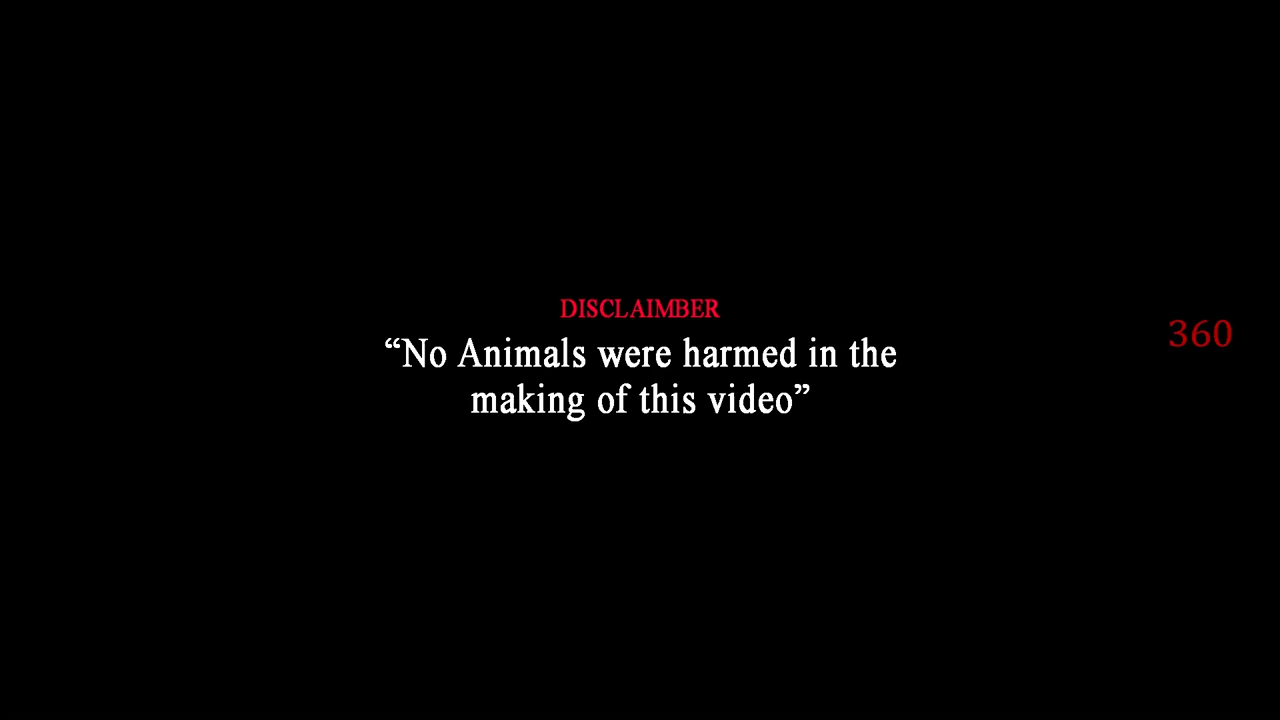 DISCLAIMBER
“No Animals were harmed in the
making of this video”
360